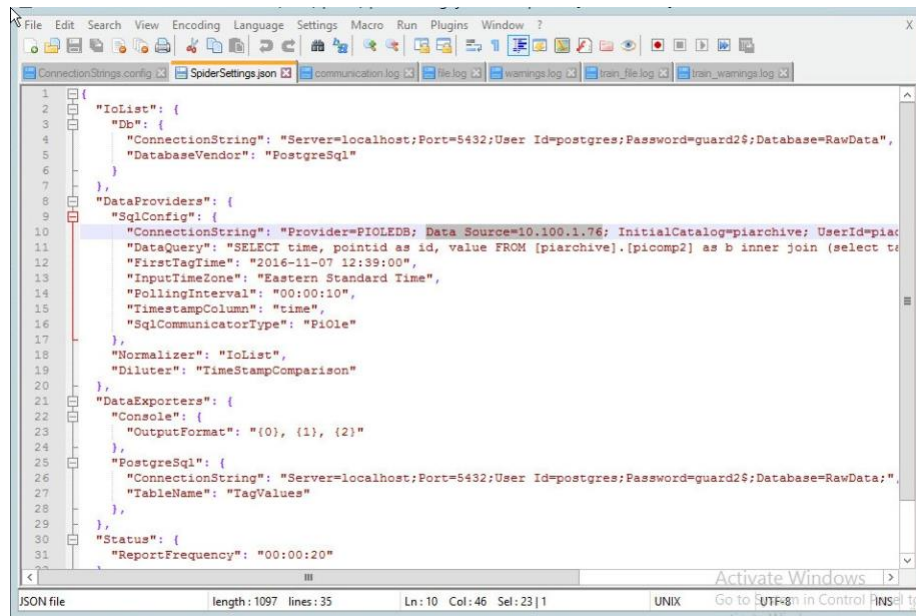 File Edit Search View Encoding Language Settings Macro Run Plugins Window ? X
ConnectionStrings.config SpiderSettings.json communication.log file.log warnings.log train_file.log train_warnings.log
1 {
2 "IoList": {
3 "Db": {
4 "ConnectionString": "Server=localhost;Port=5432;User Id=postgres;Password=guard2$;Database=RawData",
5 "DatabaseVendor": "PostgreSql"
6 }
7 },
8 "DataProviders": {
9 "SqlConfig": {
10 "ConnectionString": "Provider=PIOLEDB; Data Source=10.100.1.76; InitialCatalog=piarchive; UserId=piad
11 "DataQuery": "SELECT time, pointid as id, value FROM [piarchive].[picomp2] as b inner join (select ta
12 "FirstTagTime": "2016-11-07 12:39:00",
13 "InputTimeZone": "Eastern Standard Time",
14 "PollingInterval": "00:00:10",
15 "TimestampColumn": "time",
16 "SqlCommunicatorType": "PiOle"
17 },
18 "Normalizer": "IoList",
19 "Diluter": "TimeStampComparison"
20 },
21 "DataExporters": {
22 "Console": {
23 "OutputFormat": "{0}, {1}, {2}"
24 },
25 "PostgreSql": {
26 "ConnectionString": "Server=localhost;Port=5432;User Id=postgres;Password=guard2$;Database=RawData;",
27 "TableName": "TagValues"
28 },
29 },
30 "Status": {
31 "ReportFrequency": "00:00:20"
Activate Windows
JSON file length : 1097 lines : 35 Ln : 10 Col : 46 Sel : 23 | 1 UNIX UTF-8 INS
Go to System in Control Panel to